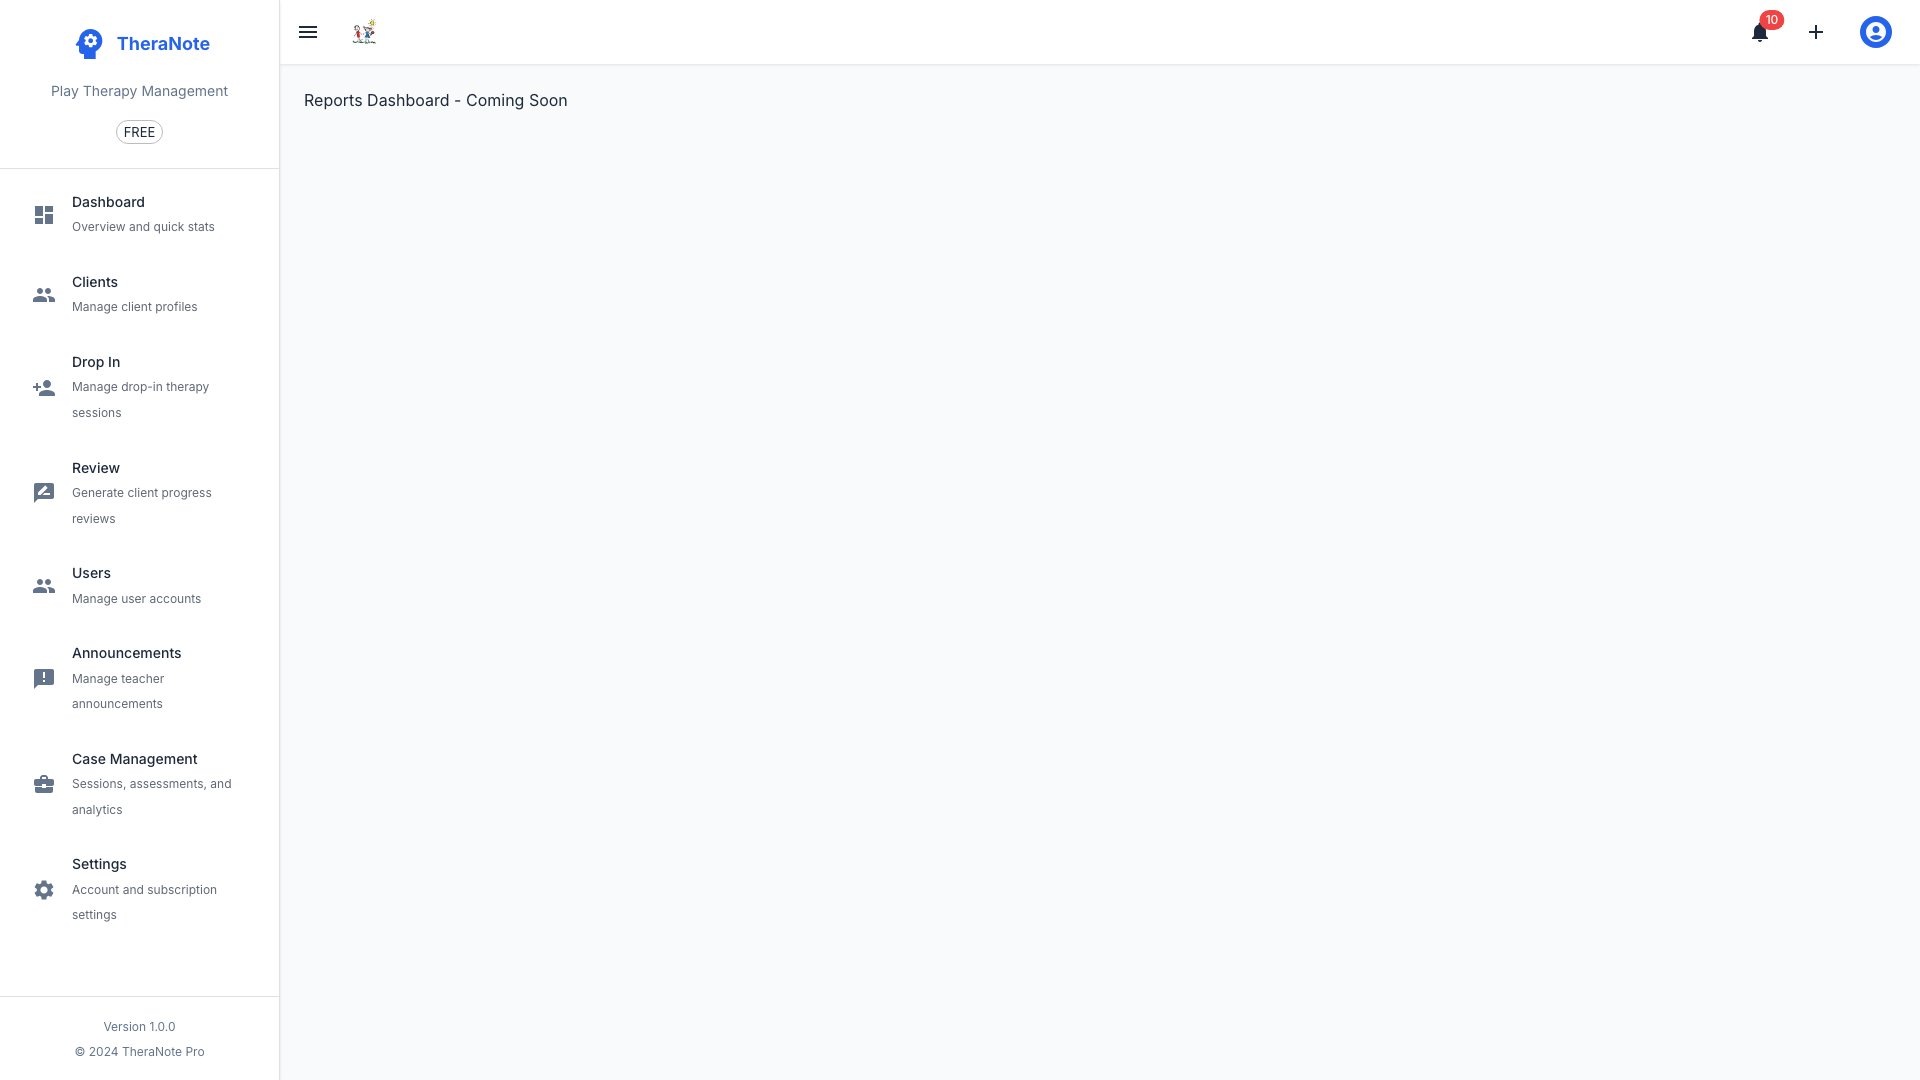 TheraNote
Play Therapy Management
FREE
Dashboard
Overview and quick stats
Clients
Manage client profiles
Drop In
Manage drop-in therapy
sessions
Review
Generate client progress
reviews
Users
Manage user accounts
Announcements
Manage teacher
announcements
Case Management
Sessions, assessments, and
analytics
Settings
Account and subscription
settings
Version 1.0.0
© 2024 TheraNote Pro
10
Reports Dashboard - Coming Soon